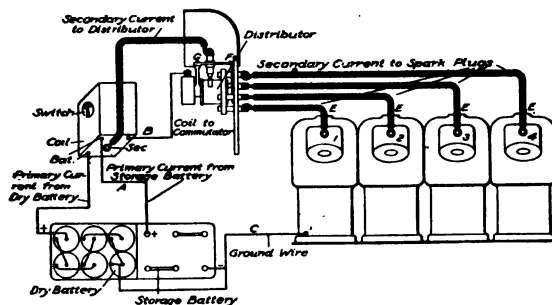 Secondary Current
to Distributor
Distributor
G
F
Secondary Current to Spark Plugs
Switch
Coil
Bat.
Sec
B
Coil to
Commutator
Primary Cur-
rent from
Dry Battery
Primary Current from
Storage Battery
A
E
E
E
E
1
2
3
4
+
+
-
C
Ground Wire
Dry Battery
Storage Battery